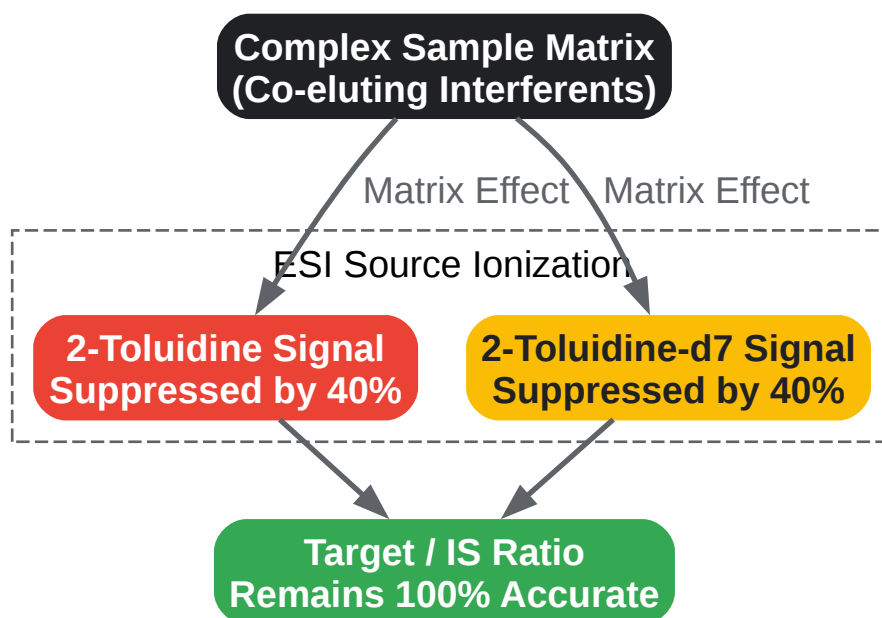 Complex Sample Matrix
(Co-eluting Interferents)
Matrix Effect
Matrix Effect
ESI Source Ionization
2-Toluidine Signal
Suppressed by 40%
2-Toluidine-d7 Signal
Suppressed by 40%
Target / IS Ratio
Remains 100% Accurate